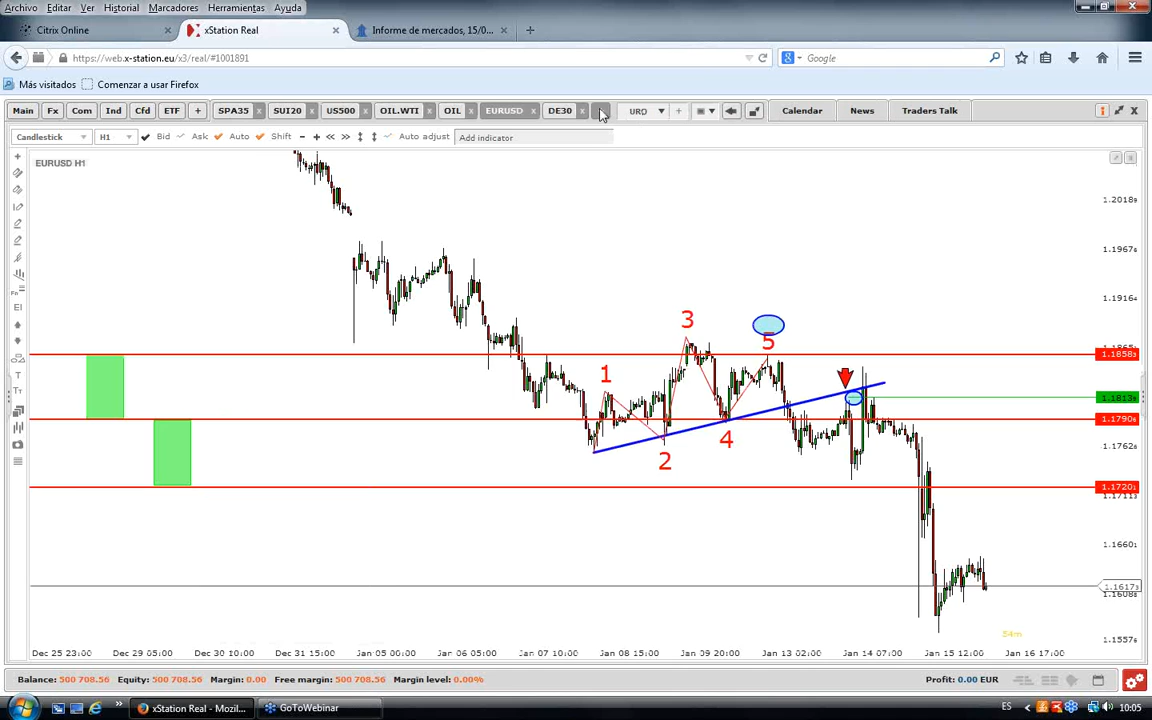 Archivo Editar Ver Historial Herramientas Ayuda
Citrix Online × xStation Real × Informe de mercados, 15/0... × +
https://web.x-station.eu/x3/real/#1001891 Google
Más visitados Comenzar a usar Firefox
Main Fx Com Ind Cfd ETF + SPA35 × SUI20 × US500 × OIL.WTI × OIL × EURUSD × DE30 × URO + Calendar News Traders Talk
Candlestick H1 Bid Ask Auto Shift - + Auto adjust Add indicator
EURUSD H1
1.2018
1.1967
1.1916
3
5
1.1858
1
1.1813
1.1790
4
1.1762
2
1.1720
1.1711
1.1660
1.1617
1.1608
54m
1.1557
Dec 25 23:00 Dec 29 05:00 Dec 30 10:00 Dec 31 15:00 Jan 05 00:00 Jan 06 05:00 Jan 07 10:00 Jan 08 15:00 Jan 09 20:00 Jan 13 02:00 Jan 14 07:00 Jan 15 12:00 Jan 16 17:00
Balance: 500 708.56 Equity: 500 708.56 Margin: 0.00 Free margin: 500 708.56 Margin level: 0.00% Profit: 0.00 EUR
xStation Real - Mozil... GoToWebinar ES 10:05